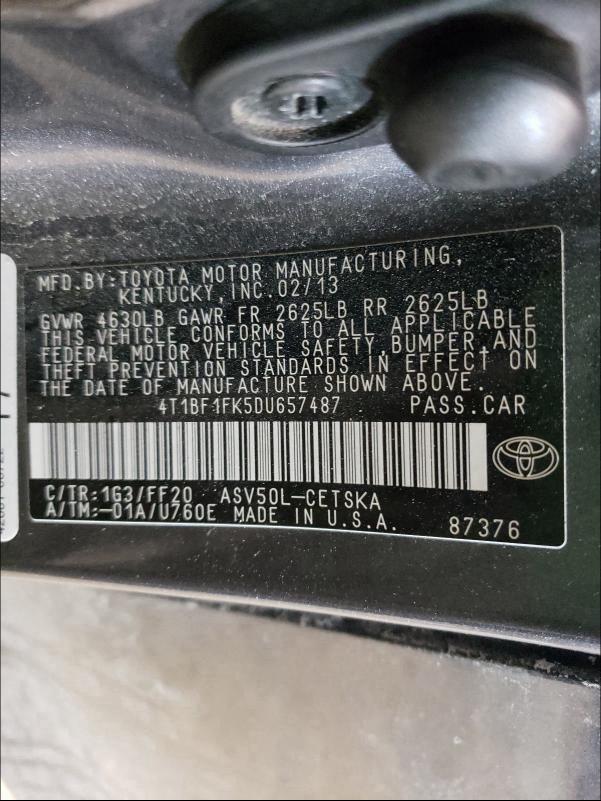 MFD.BY:TOYOTA MOTOR MANUFACTURING,
KENTUCKY,INC.02/13
GVWR 4630LB GAWR FR 2625LB RR 2625LB
THIS VEHICLE CONFORMS TO ALL APPLICABLE
FEDERAL MOTOR VEHICLE SAFETY,BUMPER,AND
THEFT PREVENTION STANDARDS IN EFFECT ON
THE DATE OF MANUFACTURE SHOWN ABOVE.
4T1BF1FK5DU657487 PASS.CAR
C/TR:1G3/FF20 ASV50L-CETSKA
A/TM:-01A/U760E MADE IN U.S.A. 87376